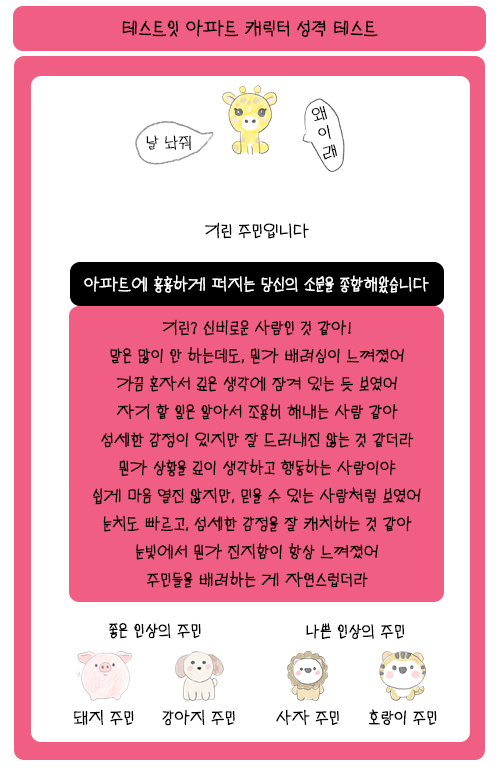 테스트잇 아파트 캐릭터 성격 테스트
날 놔줘
왜
이
래
기린 주민입니다
아파트에 흉흉하게 퍼지는 당신의 소문을 종합해왔습니다
기린? 신비로운 사람인 것 같아!
말은 많이 안 하는데도, 뭔가 배려심이 느껴졌어
가끔 혼자서 깊은 생각에 잠겨 있는 듯 보였어
자기 할 일은 알아서 조용히 해내는 사람 같아
섬세한 감정이 있지만 잘 드러내진 않는 것 같더라
뭔가 상황을 깊이 생각하고 행동하는 사람이야
쉽게 마음 열진 않지만, 믿을 수 있는 사람처럼 보였어
눈치도 빠르고, 섬세한 감정을 잘 캐치하는 것 같아
눈빛에서 뭔가 진지함이 항상 느껴졌어
주민들을 배려하는 게 자연스럽더라
좋은 인상의 주민
나쁜 인상의 주민
돼지 주민
강아지 주민
사자 주민
호랑이 주민